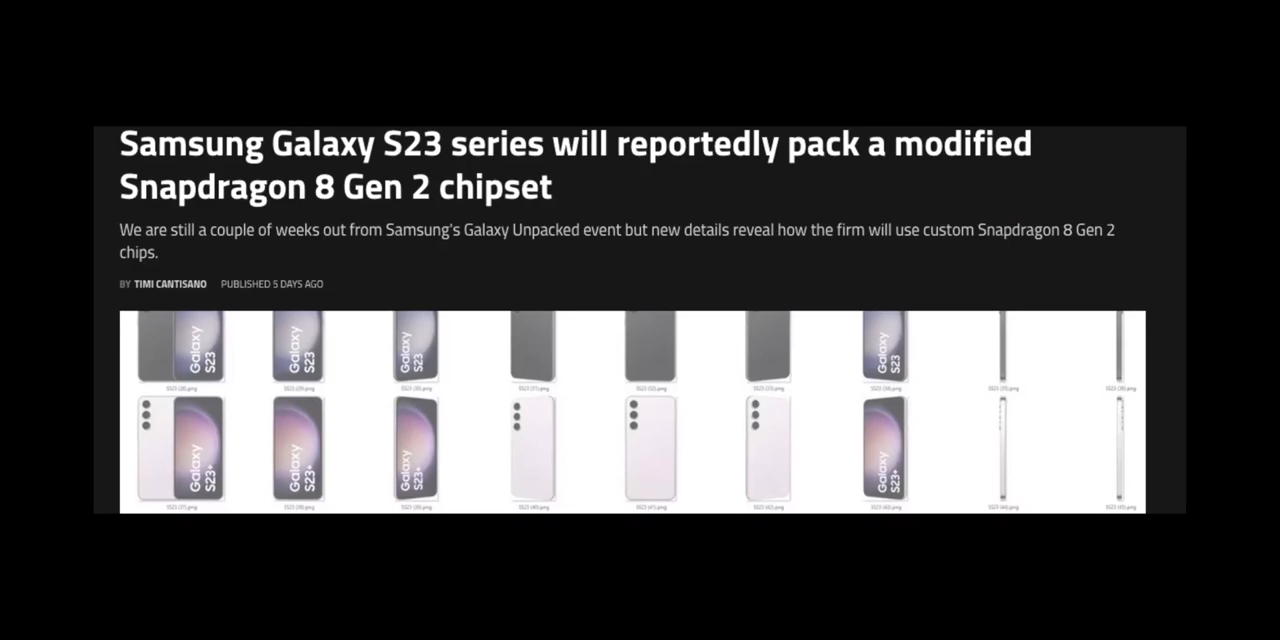 Samsung Galaxy S23 series will reportedly pack a modified
Snapdragon 8 Gen 2 chipset
We are still a couple of weeks out from Samsung's Galaxy Unpacked event but new details reveal how the firm will use custom Snapdragon 8 Gen 2
chips.
BY TIMI CANTISANO PUBLISHED 5 DAYS AGO
Galaxy S23
Galaxy S23
Galaxy S23
Galaxy S23
Galaxy S23+
Galaxy S23+
Galaxy S23+
Galaxy S23+